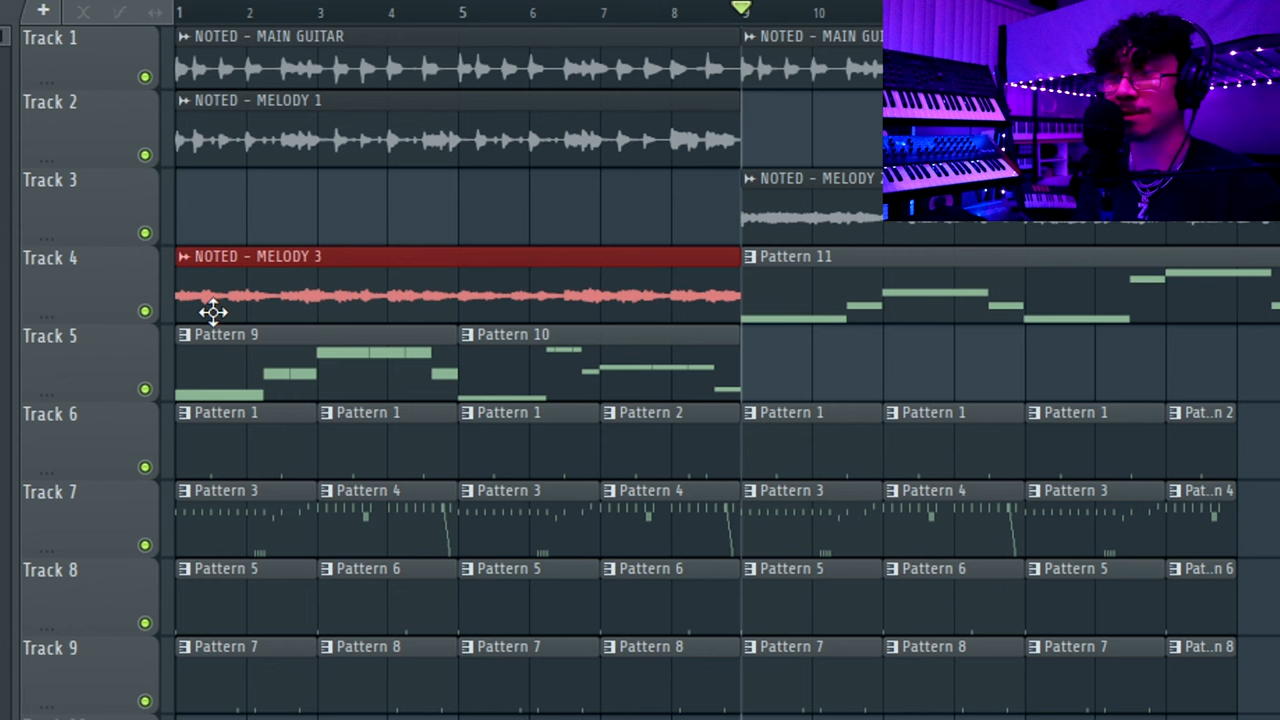 1 2 3 4 5 6 7 8 9 10
Track 1
NOTED - MAIN GUITAR NOTED - MAIN GUI
Track 2
NOTED - MELODY 1
Track 3
NOTED - MELODY
Track 4
NOTED - MELODY 3 Pattern 11
Track 5
Pattern 9 Pattern 10
Track 6
Pattern 1 Pattern 1 Pattern 1 Pattern 2 Pattern 1 Pattern 1 Pattern 1 Pat..n 2
Track 7
Pattern 3 Pattern 4 Pattern 3 Pattern 4 Pattern 3 Pattern 4 Pattern 3 Pat..n 4
Track 8
Pattern 5 Pattern 6 Pattern 5 Pattern 6 Pattern 5 Pattern 6 Pattern 5 Pat..n 6
Track 9
Pattern 7 Pattern 8 Pattern 7 Pattern 8 Pattern 7 Pattern 8 Pattern 7 Pat..n 8